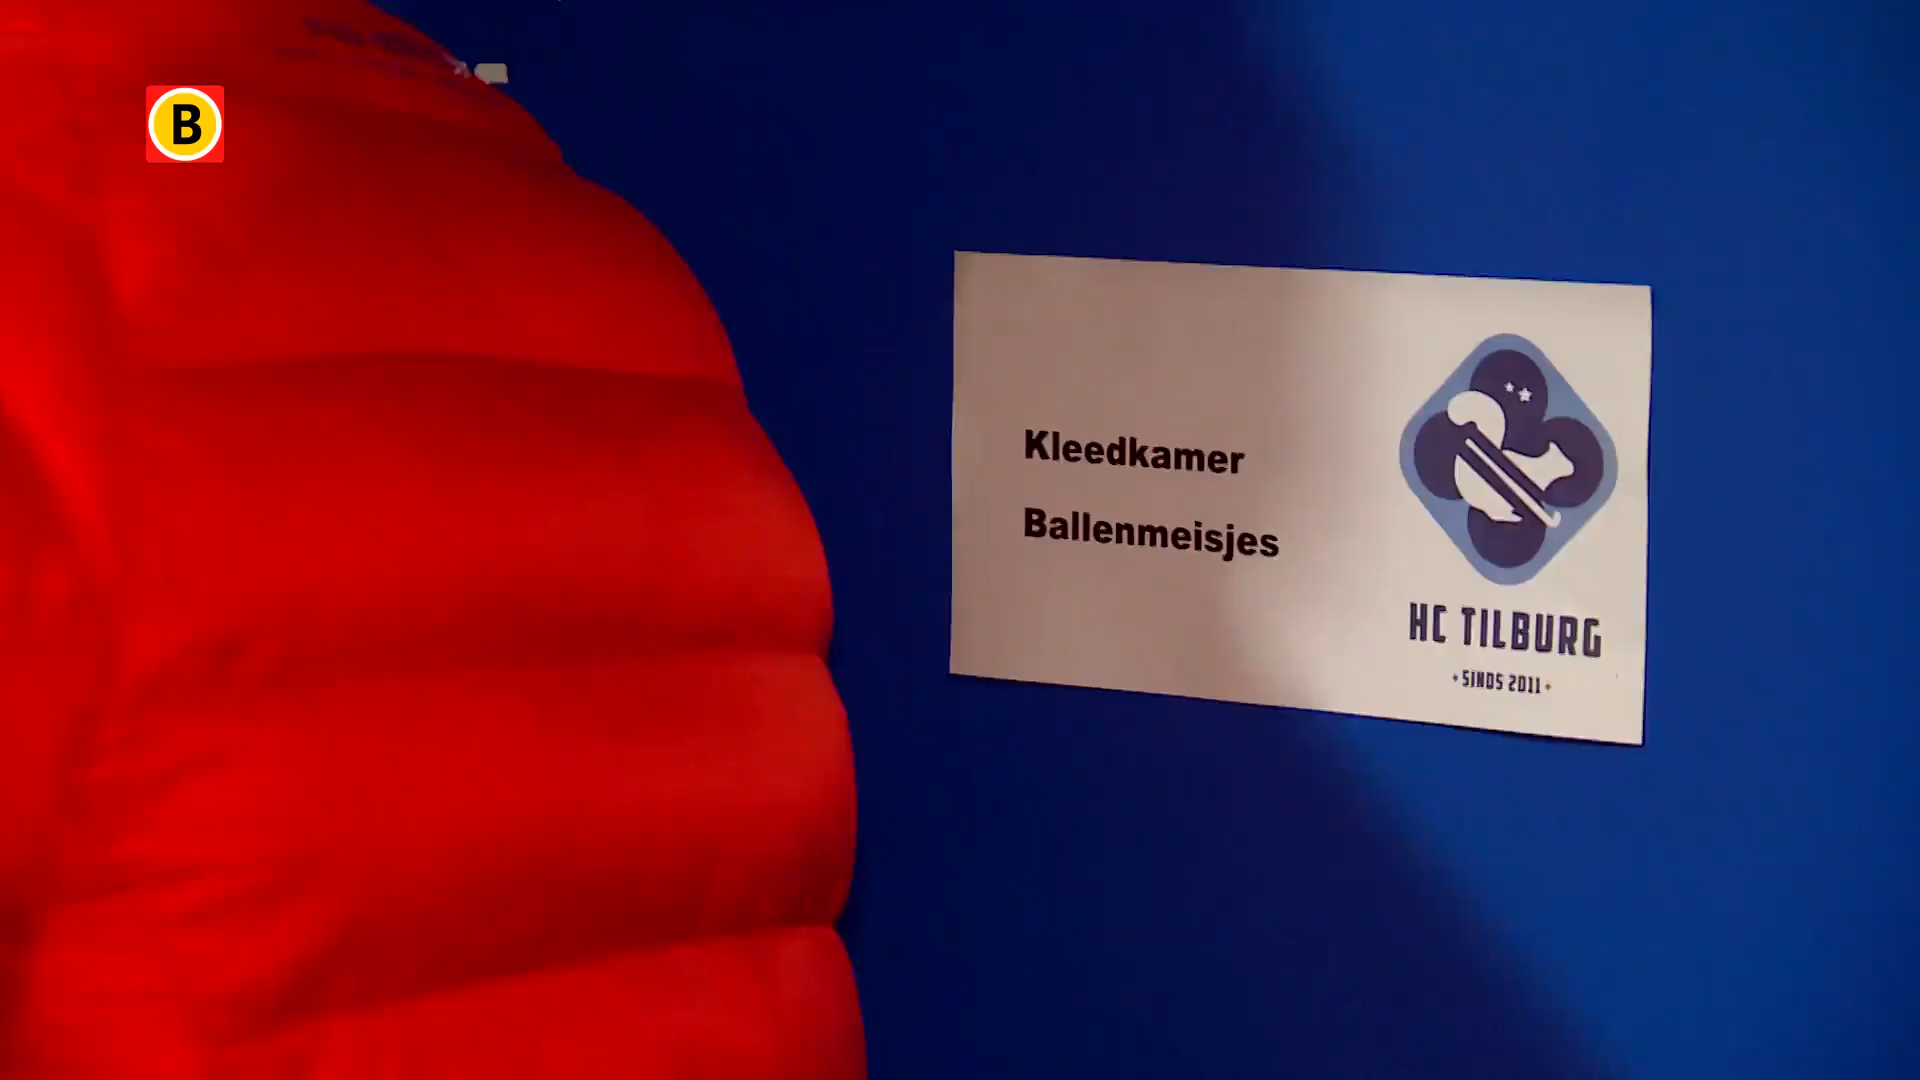 B
Kleedkamer
Ballenmeisjes
HC TILBURG
SINDS 2011